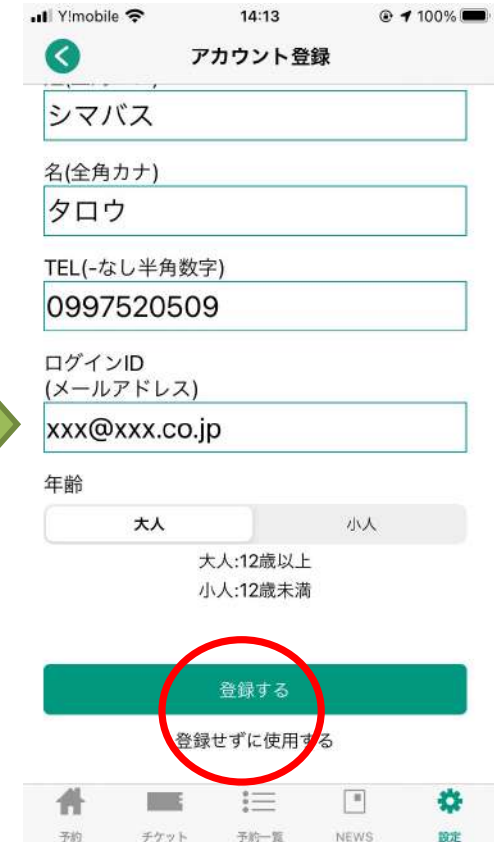 Y!mobile 14:13 100%
アカウント登録
シマバス
名(全角カナ)
タロウ
TEL(-なし半角数字)
0997520509
ログインID
(メールアドレス)
xxx@xxx.co.jp
年齢
大人 小人
大人:12歳以上
小人:12歳未満
登録する
登録せずに使用する
予約 チケット 予約一覧 NEWS 設定